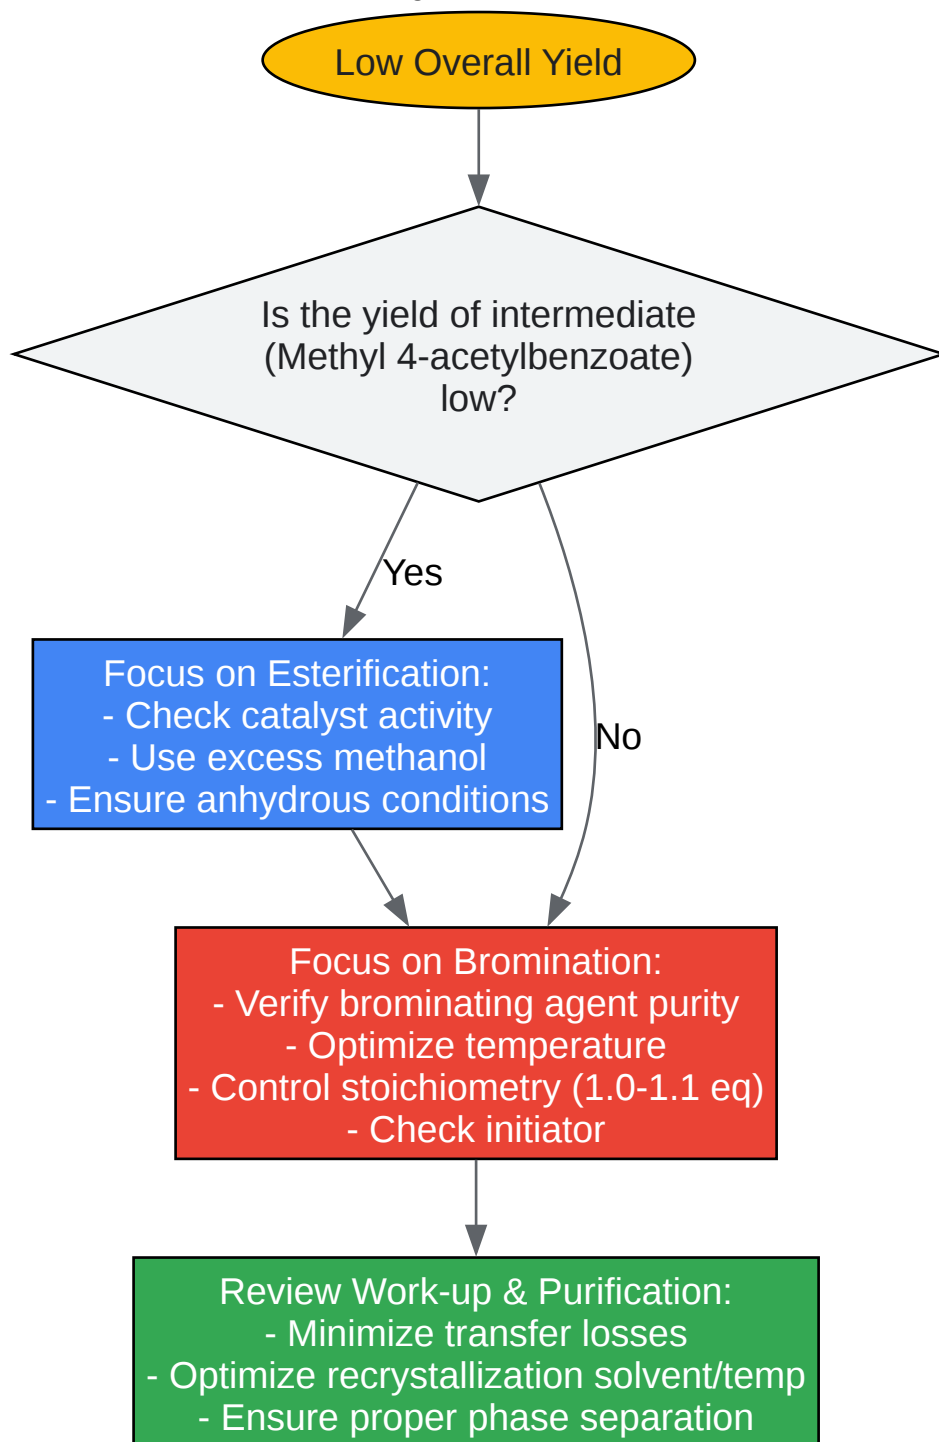 Low Overall Yield
Is the yield of intermediate
(Methyl 4-acetylbenzoate)
low?
Yes
No
Focus on Esterification:
- Check catalyst activity
- Use excess methanol
- Ensure anhydrous conditions
Focus on Bromination:
- Verify brominating agent purity
- Optimize temperature
- Control stoichiometry (1.0-1.1 eq)
- Check initiator
Review Work-up & Purification:
- Minimize transfer losses
- Optimize recrystallization solvent/temp
- Ensure proper phase separation